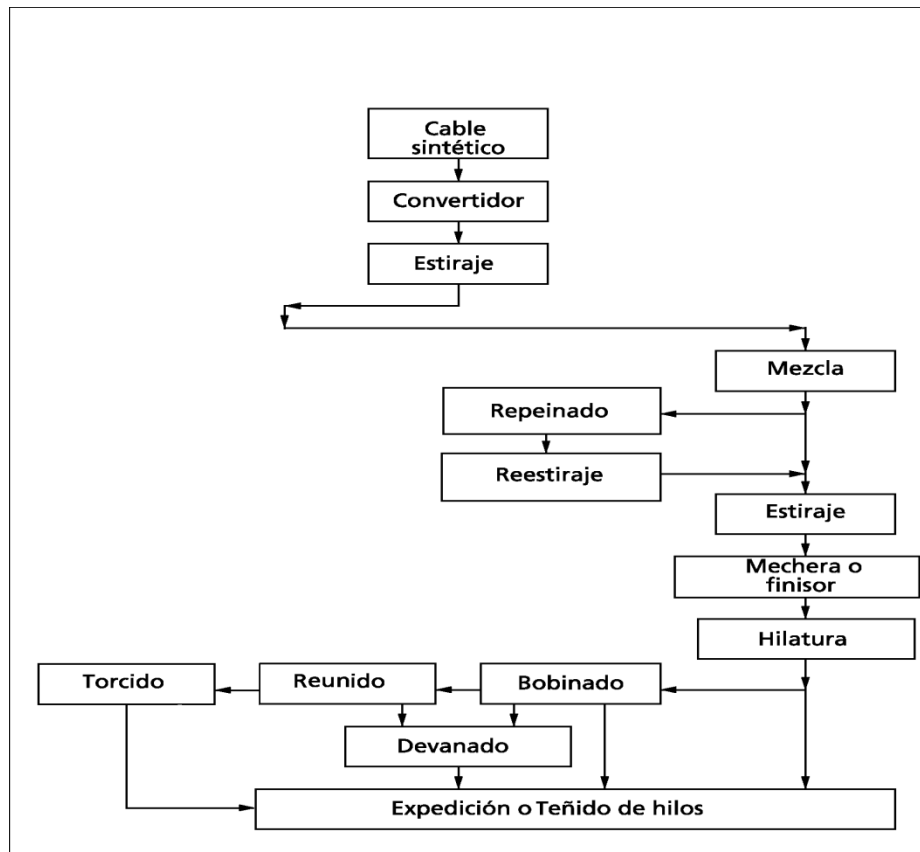 Cable
sintético
Convertidor
Estiraje
Mezcla
Repeinado
Reestiraje
Estiraje
Mechera o
finisor
Hilatura
Torcido
Reunido
Bobinado
Devanado
Expedición o Teñido de hilos